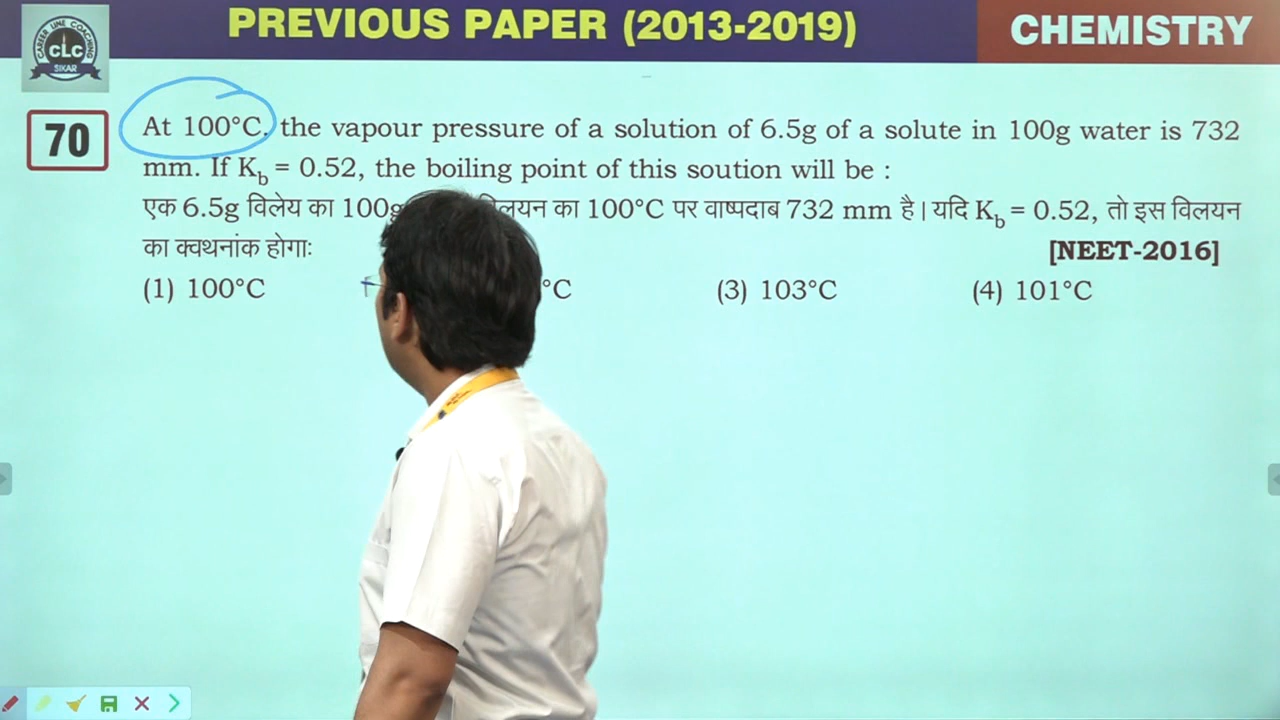 PREVIOUS PAPER (2013-2019)
CHEMISTRY
CAREER LINE COACHING
CLC
SIKAR
70
At 100°C. the vapour pressure of a solution of 6.5g of a solute in 100g water is 732
mm. If Kb = 0.52, the boiling point of this soution will be :
एक 6.5g विलेय का 100g विलयन का 100°C पर वाष्पदाब 732 mm है। यदि Kb = 0.52, तो इस विलयन
का क्वथनांक होगाः
[NEET-2016]
(1) 100°C °C (3) 103°C (4) 101°C